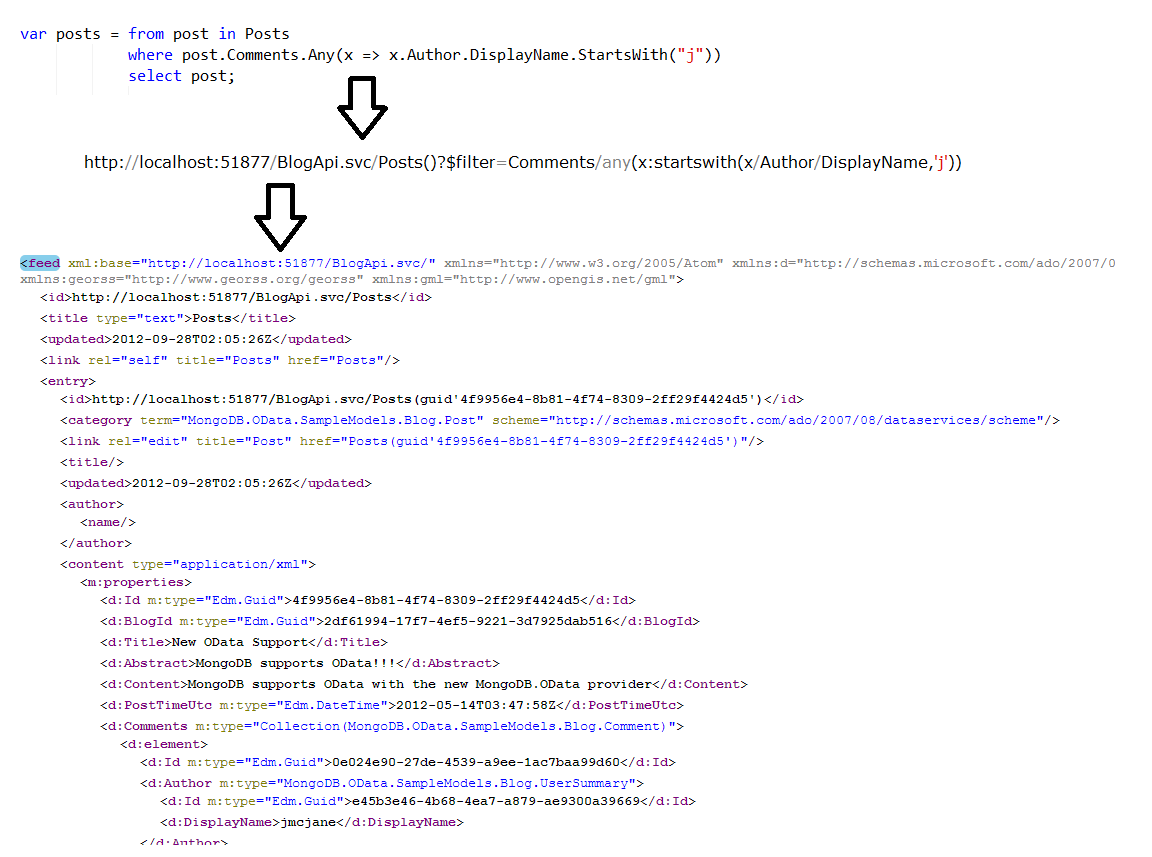 var posts = from post in Posts
where post.Comments.Any(x => x.Author.DisplayName.StartsWith("j"))
select post;
http://localhost:51877/BlogApi.svc/Posts()?$filter=Comments/any(x:startswith(x/Author/DisplayName,'j'))
<feed xml:base="http://localhost:51877/BlogApi.svc/" xmlns="http://www.w3.org/2005/Atom" xmlns:d="http://schemas.microsoft.com/ado/2007/0
xmlns:georss="http://www.georss.org/georss" xmlns:gml="http://www.opengis.net/gml">
<id>http://localhost:51877/BlogApi.svc/Posts</id>
<title type="text">Posts</title>
<updated>2012-09-28T02:05:26Z</updated>
<link rel="self" title="Posts" href="Posts"/>
<entry>
<id>http://localhost:51877/BlogApi.svc/Posts(guid'4f9956e4-8b81-4f74-8309-2ff29f4424d5')</id>
<category term="MongoDB.OData.SampleModels.Blog.Post" scheme="http://schemas.microsoft.com/ado/2007/08/dataservices/scheme"/>
<link rel="edit" title="Post" href="Posts(guid'4f9956e4-8b81-4f74-8309-2ff29f4424d5')"/>
<title/>
<updated>2012-09-28T02:05:26Z</updated>
<author>
<name/>
</author>
<content type="application/xml">
<m:properties>
<d:Id m:type="Edm.Guid">4f9956e4-8b81-4f74-8309-2ff29f4424d5</d:Id>
<d:BlogId m:type="Edm.Guid">2df61994-17f7-4ef5-9221-3d7925dab516</d:BlogId>
<d:Title>New OData Support</d:Title>
<d:Abstract>MongoDB supports OData!!!</d:Abstract>
<d:Content>MongoDB supports OData with the new MongoDB.OData provider</d:Content>
<d:PostTimeUtc m:type="Edm.DateTime">2012-05-14T03:47:58Z</d:PostTimeUtc>
<d:Comments m:type="Collection(MongoDB.OData.SampleModels.Blog.Comment)">
<d:element>
<d:Id m:type="Edm.Guid">0e024e90-27de-4539-a9ee-1ac7baa99d60</d:Id>
<d:Author m:type="MongoDB.OData.SampleModels.Blog.UserSummary">
<d:Id m:type="Edm.Guid">e45b3e46-4b68-4ea7-a879-ae9300a39669</d:Id>
<d:DisplayName>jmcjane</d:DisplayName>
</d:Author>